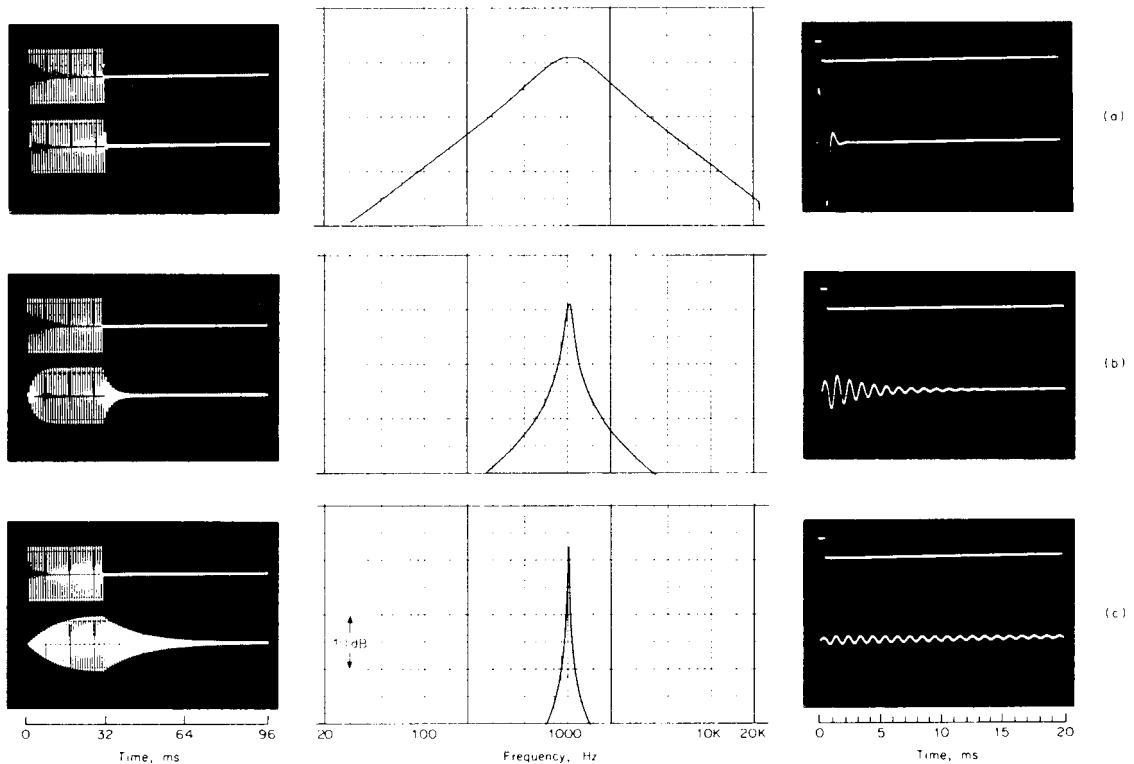 (a)
(b)
(c)
dB
0 32 64 96
Time, ms
20 100 1000 10K 20K
Frequency, Hz
0 5 10 15 20
Time, ms